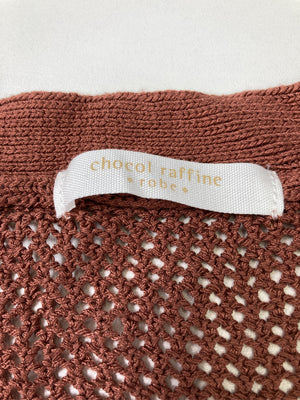 chocol raffine
• robe •